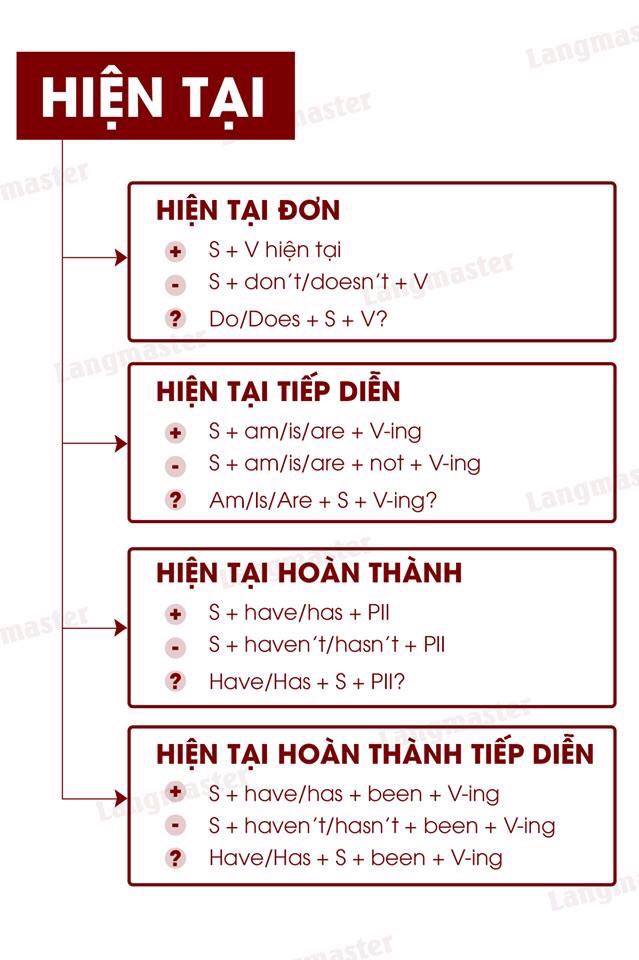 HIỆN TẠI
HIỆN TẠI ĐƠN
+ S + V hiện tại
- S + don't/doesn't + V
? Do/Does + S + V?
HIỆN TẠI TIẾP DIỄN
+ S + am/is/are + V-ing
- S + am/is/are + not + V-ing
? Am/Is/Are + S + V-ing?
HIỆN TẠI HOÀN THÀNH
+ S + have/has + PII
- S + haven't/hasn't + PII
? Have/Has + S + PII?
HIỆN TẠI HOÀN THÀNH TIẾP DIỄN
+ S + have/has + been + V-ing
- S + haven't/hasn't + been + V-ing
? Have/Has + S + been + V-ing
Langmaster